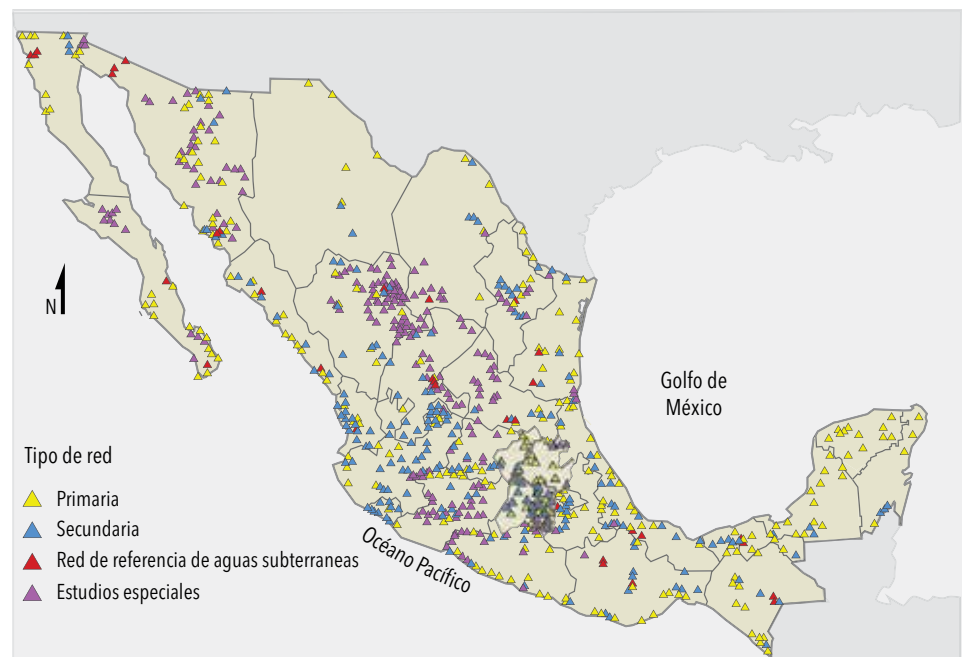 N
Golfo de
México
Océano Pacífico
Tipo de red
Primaria
Secundaria
Red de referencia de aguas subterraneas
Estudios especiales